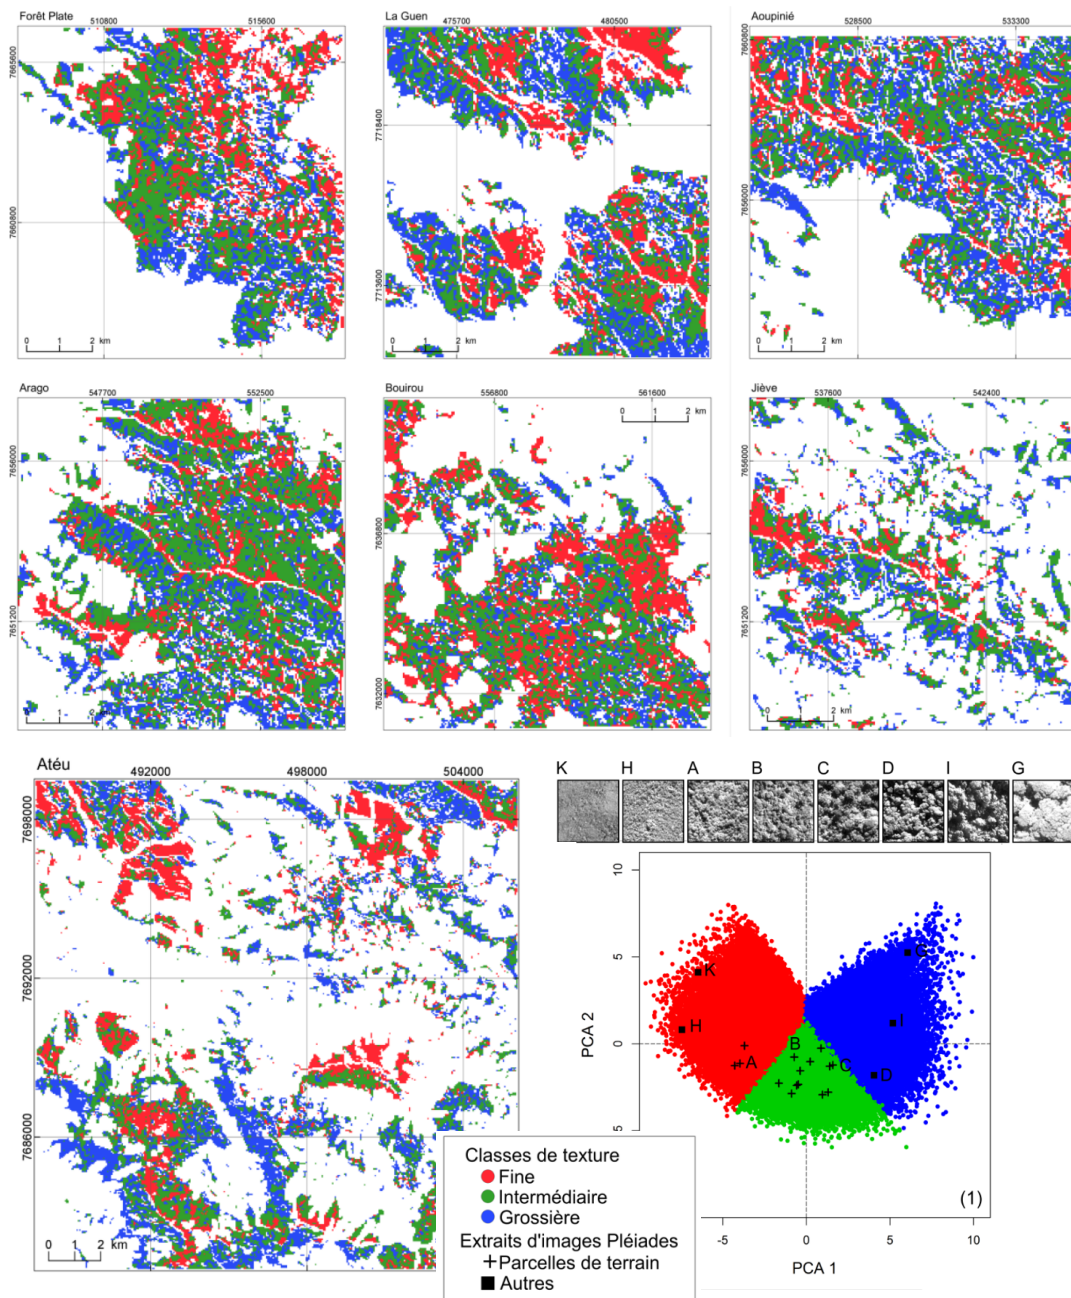 Forêt Plate
510800
515600
7665600
7660800
0 1 2 km
La Guen
475700
480500
7718400
7713600
0 1 2 km
Aoupinié
528500
533300
7660800
7656000
0 1 2 km
Arago
547700
552500
7656000
7651200
0 1 2 km
Bouirou
556800
561600
7636800
7632000
0 1 2 km
Jiève
537600
542400
7656000
7651200
0 1 2 km
Atéu
492000
498000
504000
7698000
7692000
7686000
0 1 2 km
K H A B C D I G
10
5
0
PCA 2
K
H
A
B
C
D
I
G
(1)
-5 0 5 10
PCA 1
Classes de texture
Fine
Intermédiaire
Grossière
Extraits d'images Pléiades
Parcelles de terrain
Autres